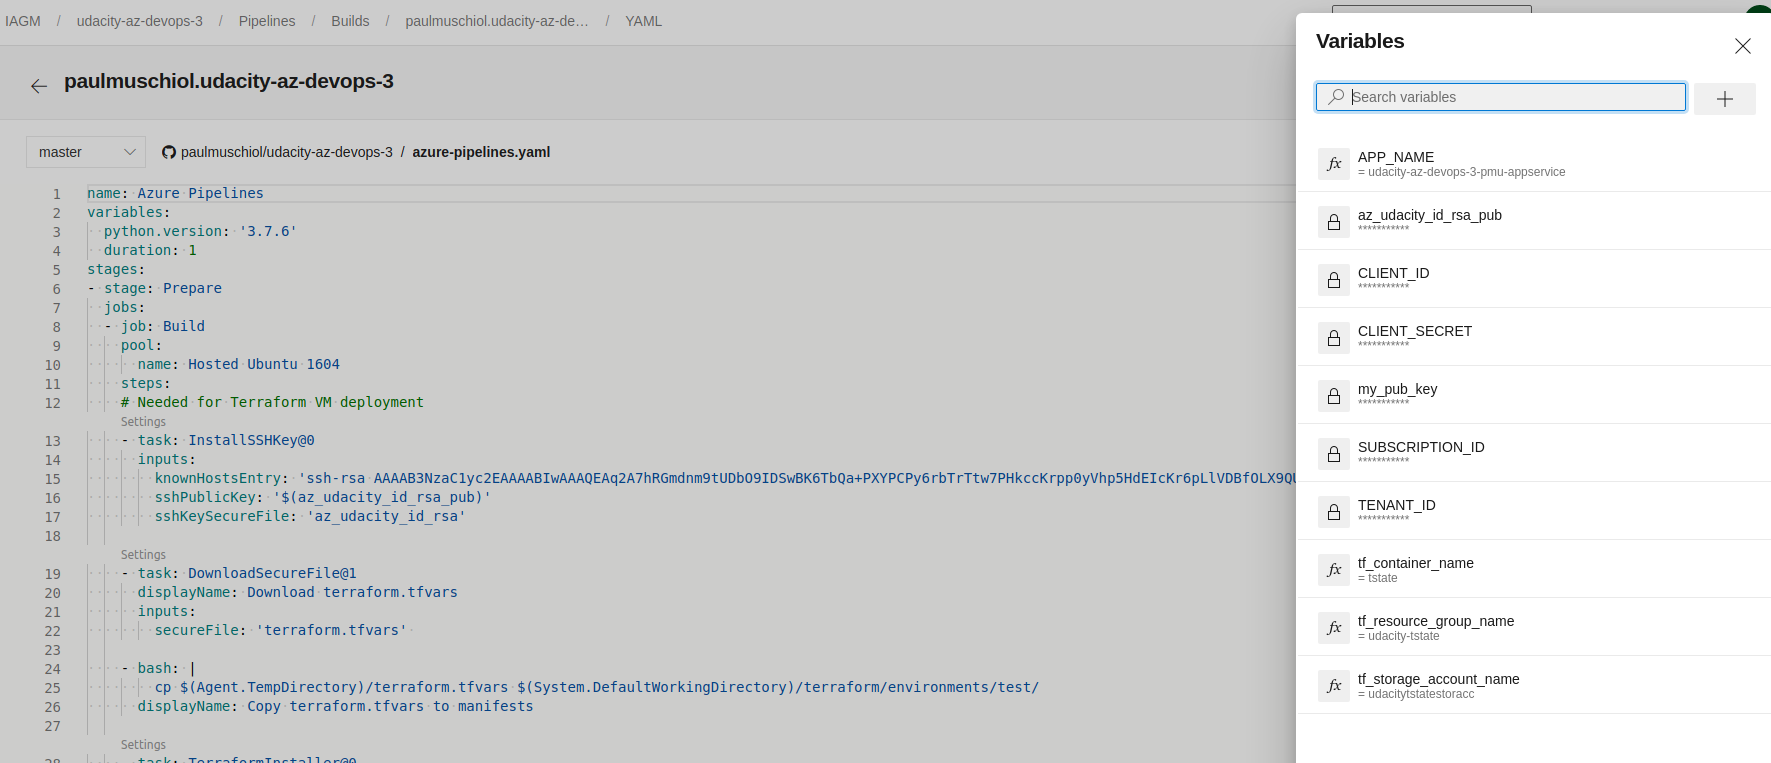 IAGM / udacity-az-devops-3 / Pipelines / Builds / paulmuschiol.udacity-az-de... / YAML
paulmuschiol.udacity-az-devops-3
master paulmuschiol/udacity-az-devops-3 / azure-pipelines.yaml
1 name: Azure Pipelines
2 variables:
3 python.version: '3.7.6'
4 duration: 1
5 stages:
6 - stage: Prepare
7 jobs:
8 - job: Build
9 pool:
10 name: Hosted Ubuntu 1604
11 steps:
12 # Needed for Terraform VM deployment
Settings
13 - task: InstallSSHKey@0
14 inputs:
15 knownHostsEntry: 'ssh-rsa AAAAB3NzaC1yc2EAAAABIwAAAQEAq2A7hRGmdnm9tUDbO9IDSwBK6TbQa+PXYPCPy6rbTrTtw7PHkccKrpp0yVhp5HdEIcKr6pLlVDBfOLX9QU
16 sshPublicKey: '$(az_udacity_id_rsa_pub)'
17 sshKeySecureFile: 'az_udacity_id_rsa'
18
Settings
19 - task: DownloadSecureFile@1
20 displayName: Download terraform.tfvars
21 inputs:
22 secureFile: 'terraform.tfvars'
23
24 - bash: |
25 cp $(Agent.TempDirectory)/terraform.tfvars $(System.DefaultWorkingDirectory)/terraform/environments/test/
26 displayName: Copy terraform.tfvars to manifests
27
Settings
28 - task: TerraformInstaller@0
Variables
Search variables
APP_NAME
= udacity-az-devops-3-pmu-appservice
az_udacity_id_rsa_pub
***********
CLIENT_ID
***********
CLIENT_SECRET
***********
my_pub_key
***********
SUBSCRIPTION_ID
***********
TENANT_ID
***********
tf_container_name
= tstate
tf_resource_group_name
= udacity-tstate
tf_storage_account_name
= udacitytstatestoracc